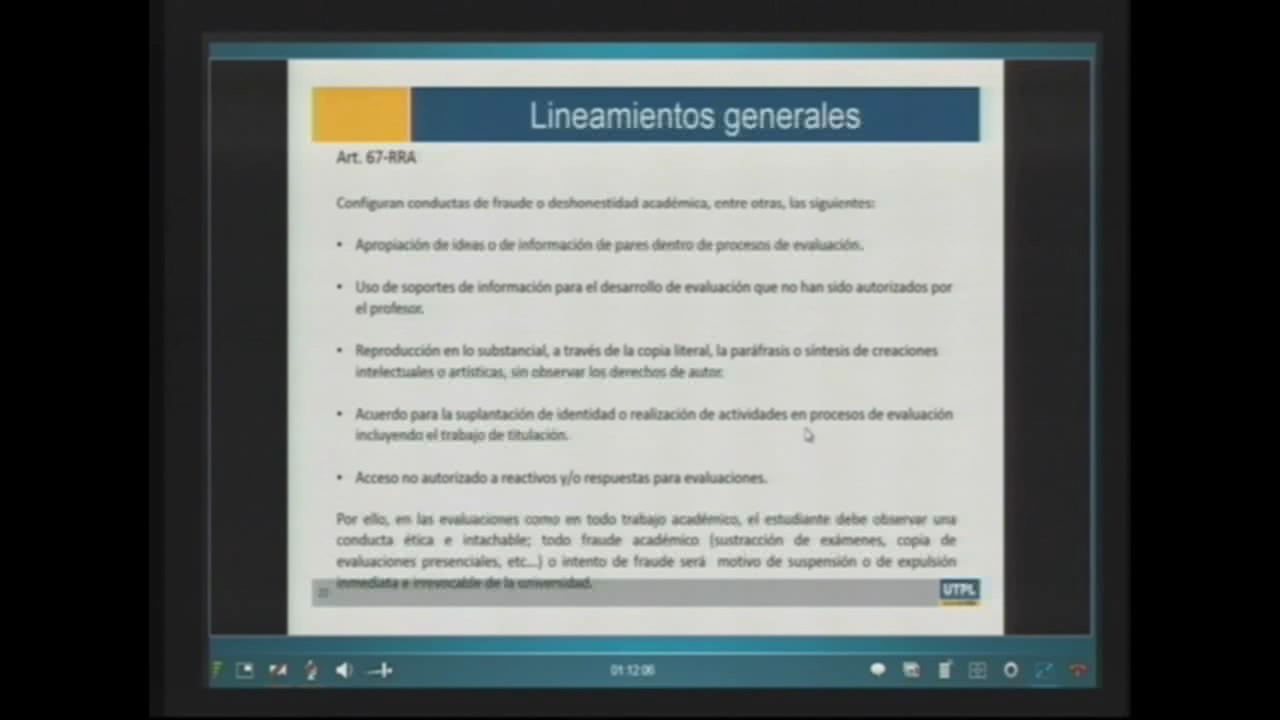 Lineamientos generales
Art. 67-RRA
Configuran conductas de fraude o deshonestidad académica, entre otras, las siguientes:
• Apropiación de ideas o de información de pares dentro de procesos de evaluación.
• Uso de soportes de información para el desarrollo de evaluación que no han sido autorizados por
el profesor.
• Reproducción en lo substancial, a través de la copia literal, la paráfrasis o síntesis de creaciones
intelectuales o artísticas, sin observar los derechos de autor.
• Acuerdo para la suplantación de identidad o realización de actividades en procesos de evaluación
incluyendo el trabajo de titulación.
• Acceso no autorizado a reactivos y/o respuestas para evaluaciones.
Por ello, en las evaluaciones como en todo trabajo académico, el estudiante debe observar una
conducta ética e intachable; todo fraude académico (sustracción de exámenes, copia de
evaluaciones presenciales, etc...) o intento de fraude será motivo de suspensión o de expulsión
inmediata e irrevocable de la universidad.
UTPL
01:12:06